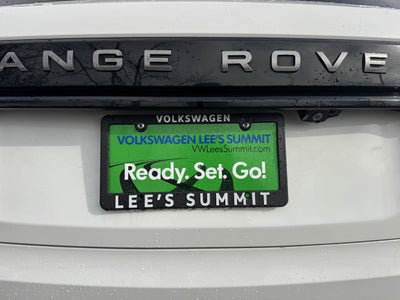 ANGE ROVE
VOLKSWAGEN
VOLKSWAGEN LEE'S SUMMIT
VWLeesSummit.com
Ready. Set. Go!
LEE'S SUMMIT